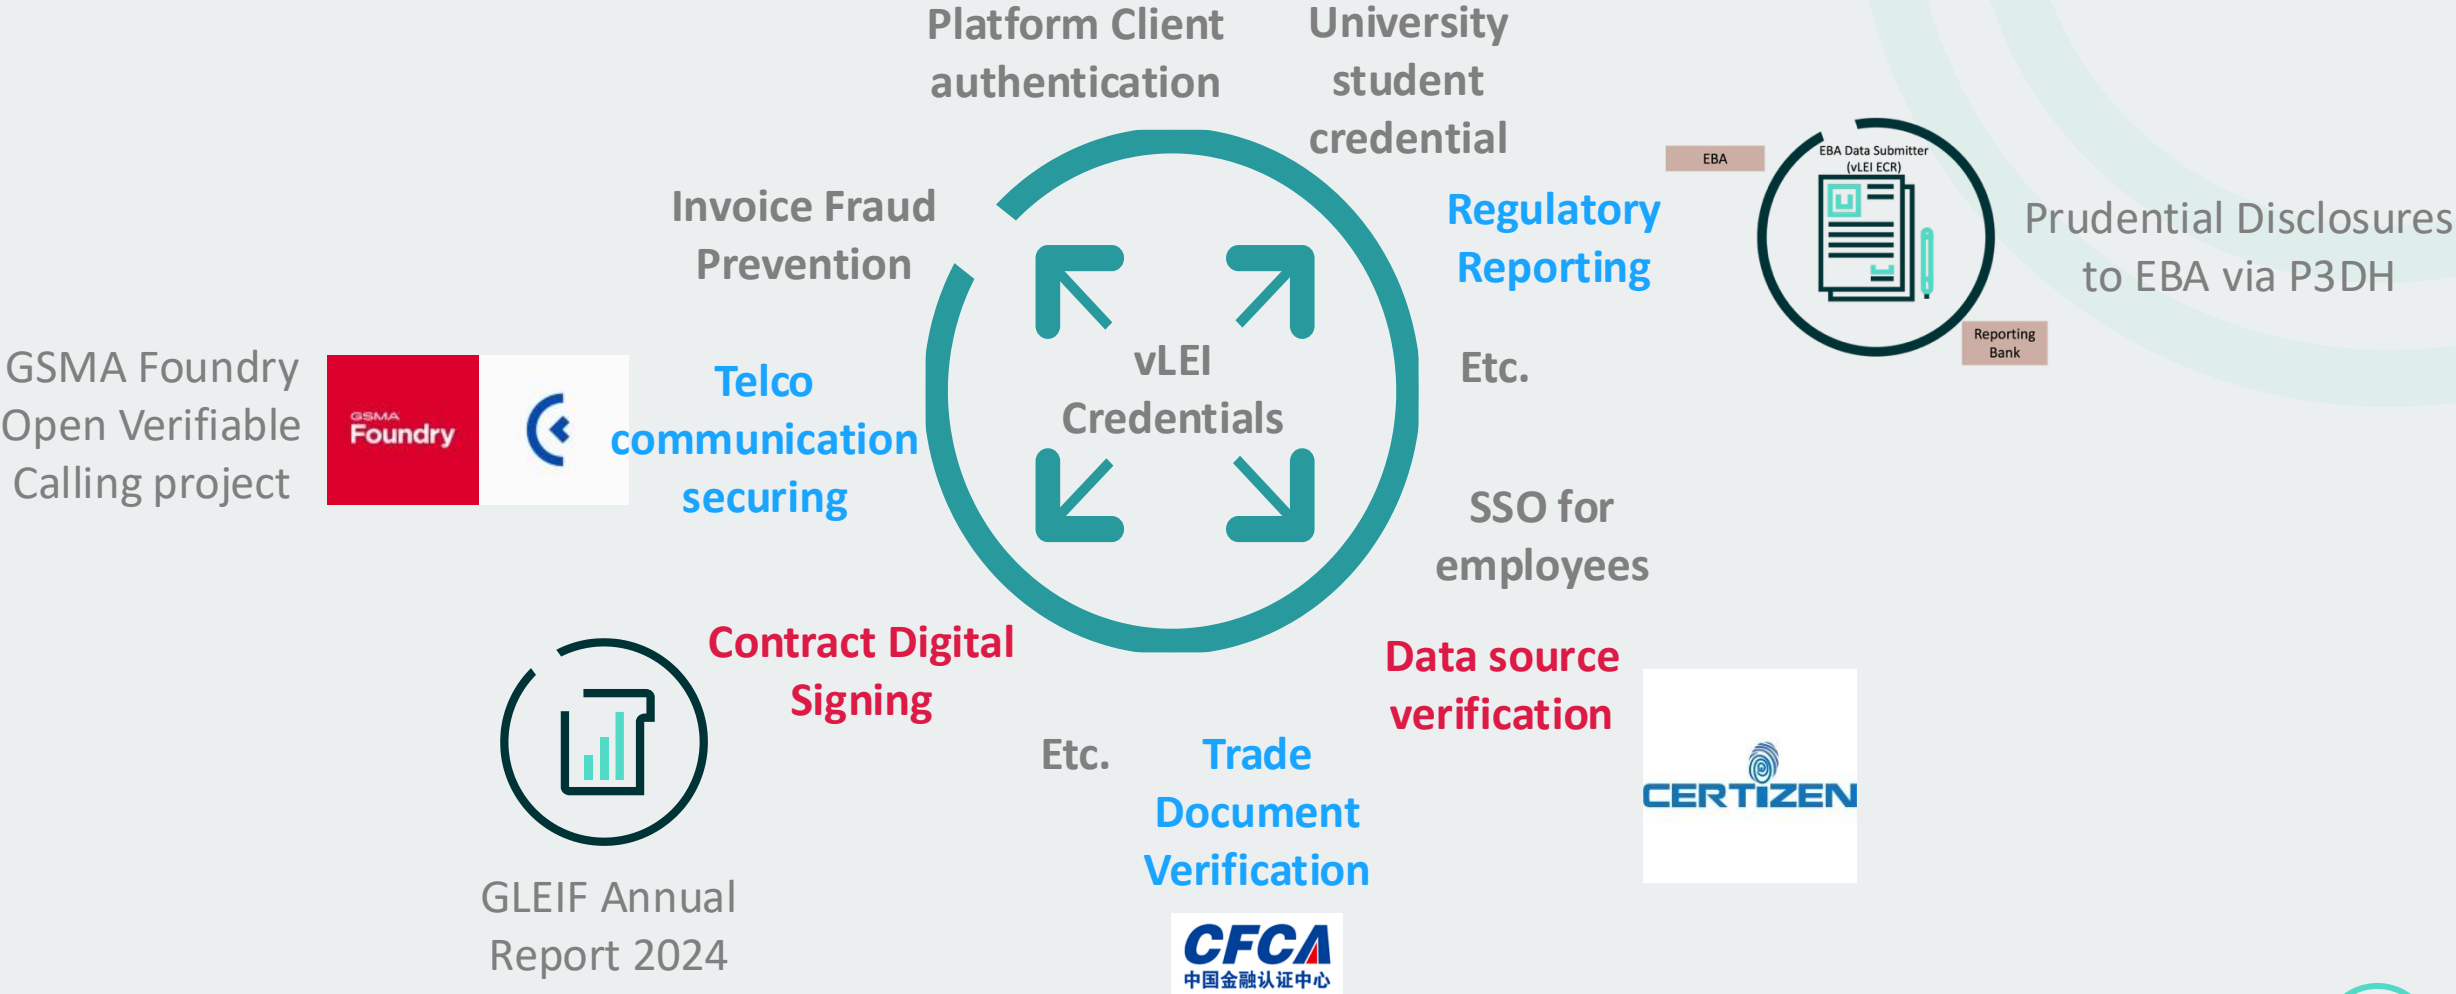 Platform Client
authentication
University
student
credential
Invoice Fraud
Prevention
Regulatory
Reporting
EBA
EBA Data Submitter
(vLEI ECR)
Reporting
Bank
Prudential Disclosures
to EBA via P3DH
GSMA Foundry
Open Verifiable
Calling project
GSMA
Foundry
Telco
communication
securing
vLEI
Credentials
Etc.
SSO for
employees
Contract Digital
Signing
Data source
verification
CERTIZEN
GLEIF Annual
Report 2024
Etc.
Trade
Document
Verification
CFCA
中国金融认证中心